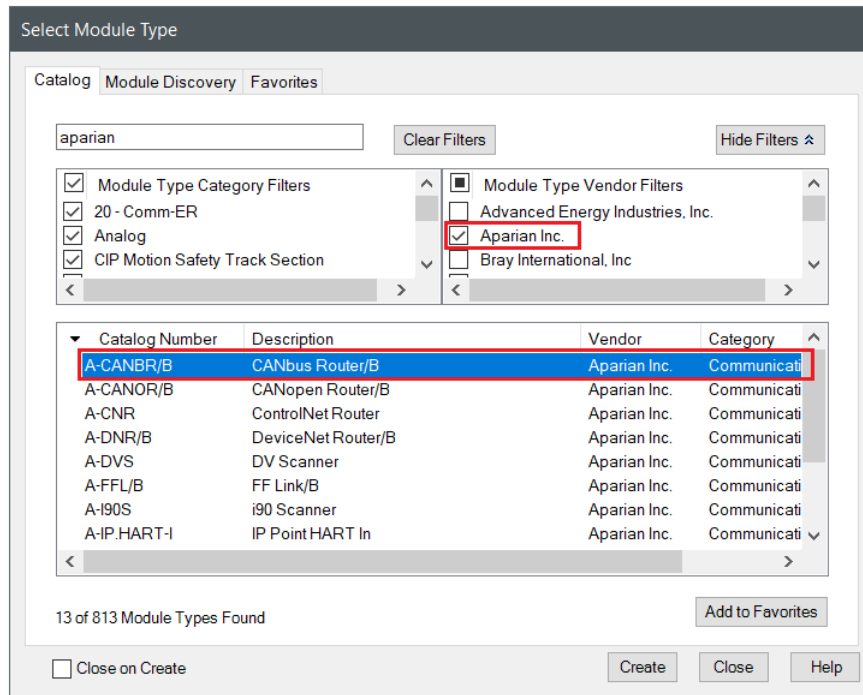 Select Module Type
Catalog Module Discovery Favorites
aparian Clear Filters Hide Filters
Module Type Category Filters Module Type Vendor Filters
20 - Comm-ER Advanced Energy Industries, Inc.
Analog Aparian Inc.
CIP Motion Safety Track Section Bray International, Inc
Catalog Number Description Vendor Category
A-CANBR/B CANbus Router/B Aparian Inc. Communicati
A-CANOR/B CANopen Router/B Aparian Inc. Communicati
A-CNR ControlNet Router Aparian Inc. Communicati
A-DNR/B DeviceNet Router/B Aparian Inc. Communicati
A-DVS DV Scanner Aparian Inc. Communicati
A-FFL/B FF Link/B Aparian Inc. Communicati
A-I90S i90 Scanner Aparian Inc. Communicati
A-IP.HART-I IP Point HART In Aparian Inc. Communicati
13 of 813 Module Types Found Add to Favorites
Close on Create Create Close Help